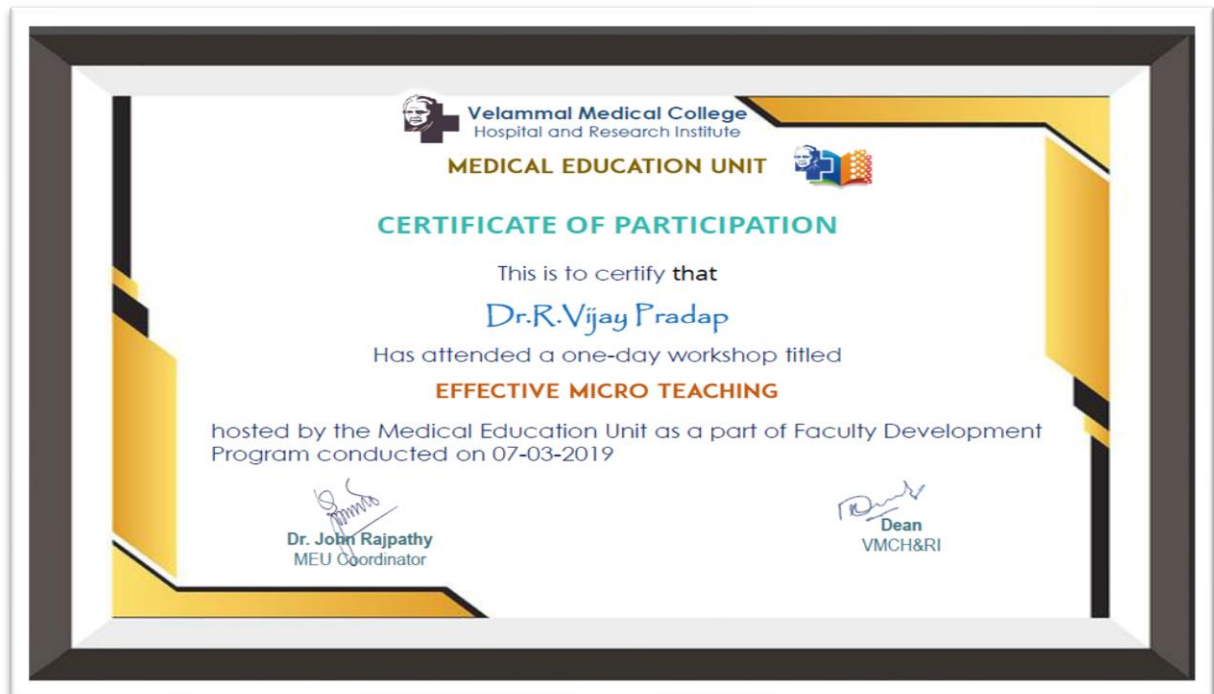 Velammal Medical College
Hospital and Research Institute
MEDICAL EDUCATION UNIT
CERTIFICATE OF PARTICIPATION
This is to certify that
Dr.R.Vijay Pradap
Has attended a one-day workshop titled
EFFECTIVE MICRO TEACHING
hosted by the Medical Education Unit as a part of Faculty Development
Program conducted on 07-03-2019
Dr. John Rajpathy
MEU Coordinator
Dean
VMCH&RI